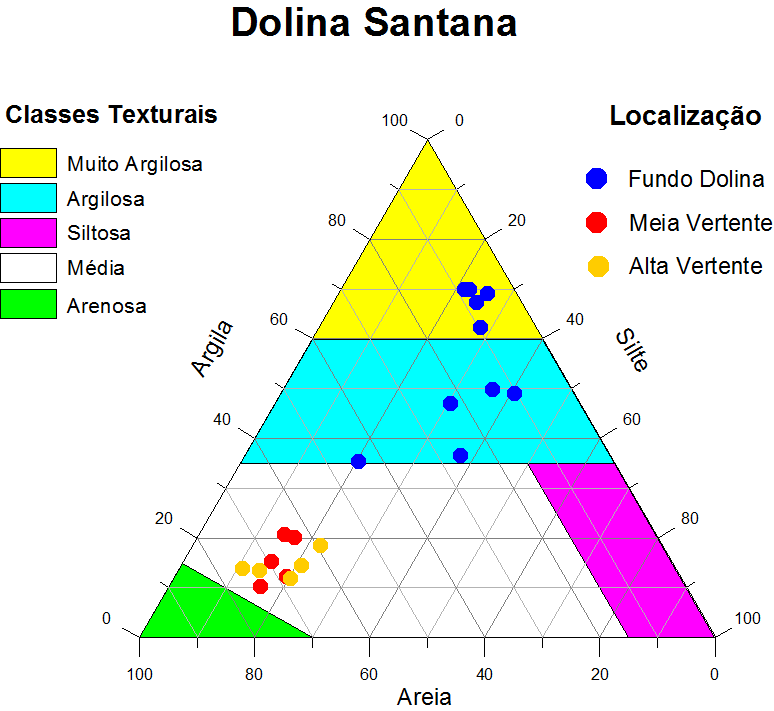 Dolina Santana
Classes Texturais
Muito Argilosa
Argilosa
Siltosa
Média
Arenosa
Localização
Fundo Dolina
Meia Vertente
Alta Vertente
100 0
80 20
60 40
Argila Silte
40 60
20 80
0 100
100 80 60 40 20 0
Areia